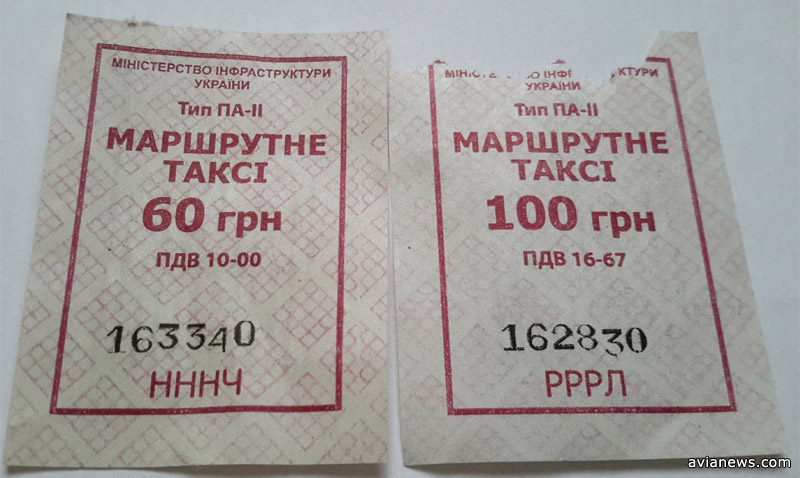 МІНІСТЕРСТВО ІНФРАСТРУКТУРИ
УКРАЇНИ
Тип ПА-ІІ
МАРШРУТНЕ
ТАКСІ
60 грн
ПДВ 10-00
163340
НННЧ
УКРАЇНИ
Тип ПА-ІІ
МАРШРУТНЕ
ТАКСІ
100 грн
ПДВ 16-67
162830
РРРЛ
avianews.com